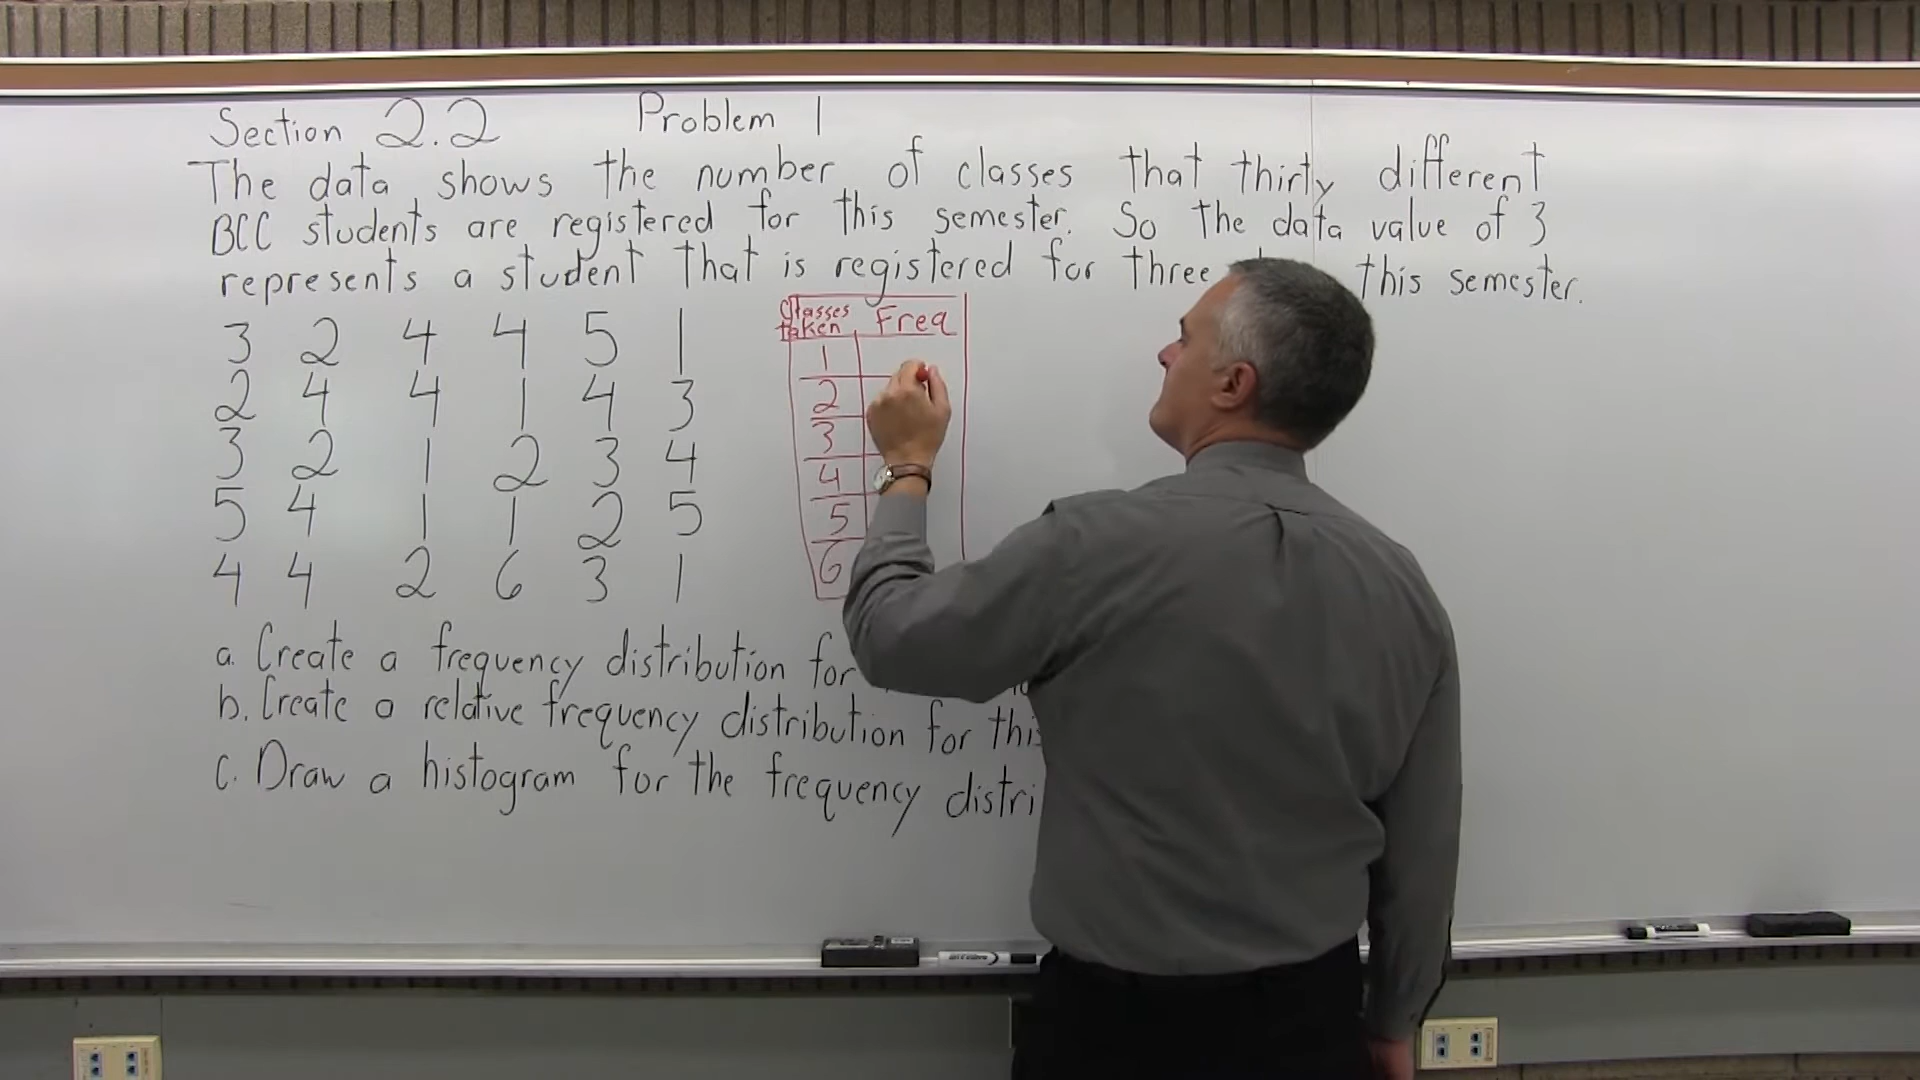 Section 2.2 Problem 1
The data shows the number of classes that thirty different
BCC students are registered for this semester. So the data value of 3
represents a student that is registered for three this semester.
3 2 4 4 5 1
2 4 4 1 4 3
3 2 1 2 3 4
5 4 1 1 2 5
4 4 2 6 3 1
Classes taken Freq
1
2
3
4
5
6
a. Create a frequency distribution for
b. Create a relative frequency distribution for this
c. Draw a histogram for the frequency distri